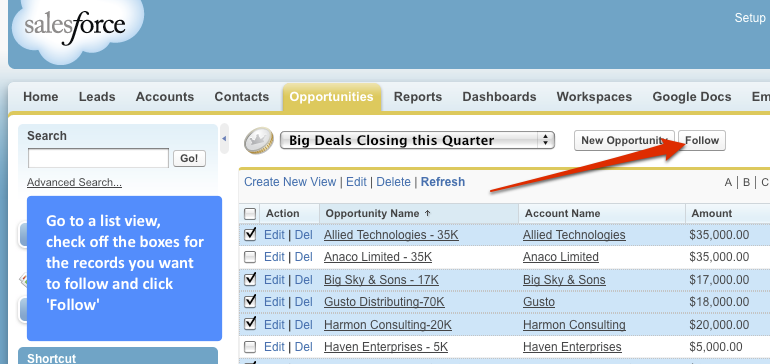 salesforce
Setup
Home Leads Accounts Contacts Opportunities Reports Dashboards Workspaces Google Docs Em
Search
Go!
Advanced Search...
Go to a list view,
check off the boxes for
the records you want
to follow and click
'Follow'
Shortcut
Big Deals Closing this Quarter
New Opportunity Follow
Create New View | Edit | Delete | Refresh
A | B | C
Action Opportunity Name ↑ Account Name Amount
Edit | Del Allied Technologies - 35K Allied Technologies $35,000.00
Edit | Del Anaco Limited - 35K Anaco Limited $35,000.00
Edit | Del Big Sky & Sons - 17K Big Sky & Sons $17,000.00
Edit | Del Gusto Distributing-70K Gusto $18,000.00
Edit | Del Harmon Consulting-20K Harmon Consulting $20,000.00
Edit | Del Haven Enterprises - 5K Haven Enterprises $5,000.00